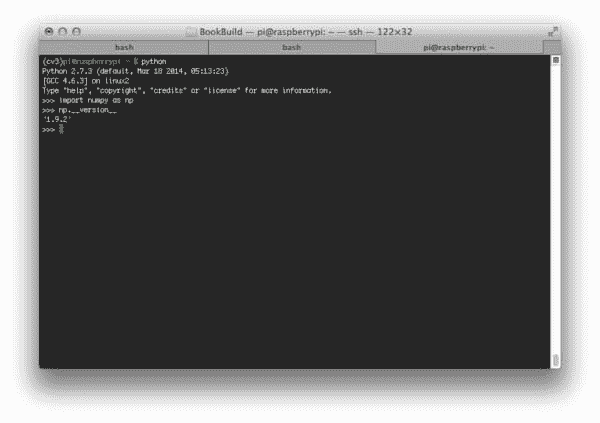 BookBuild — pi@raspberrypi: ~ — ssh — 122×32
bash bash pi@raspberrypi: ~
(cv3)pi@raspberrypi ~ $ python
Python 2.7.3 (default, Mar 18 2014, 05:13:23)
[GCC 4.6.3] on linux2
Type "help", "copyright", "credits" or "license" for more information.
>>> import numpy as np
>>> np.__version__
'1.9.2'
>>>